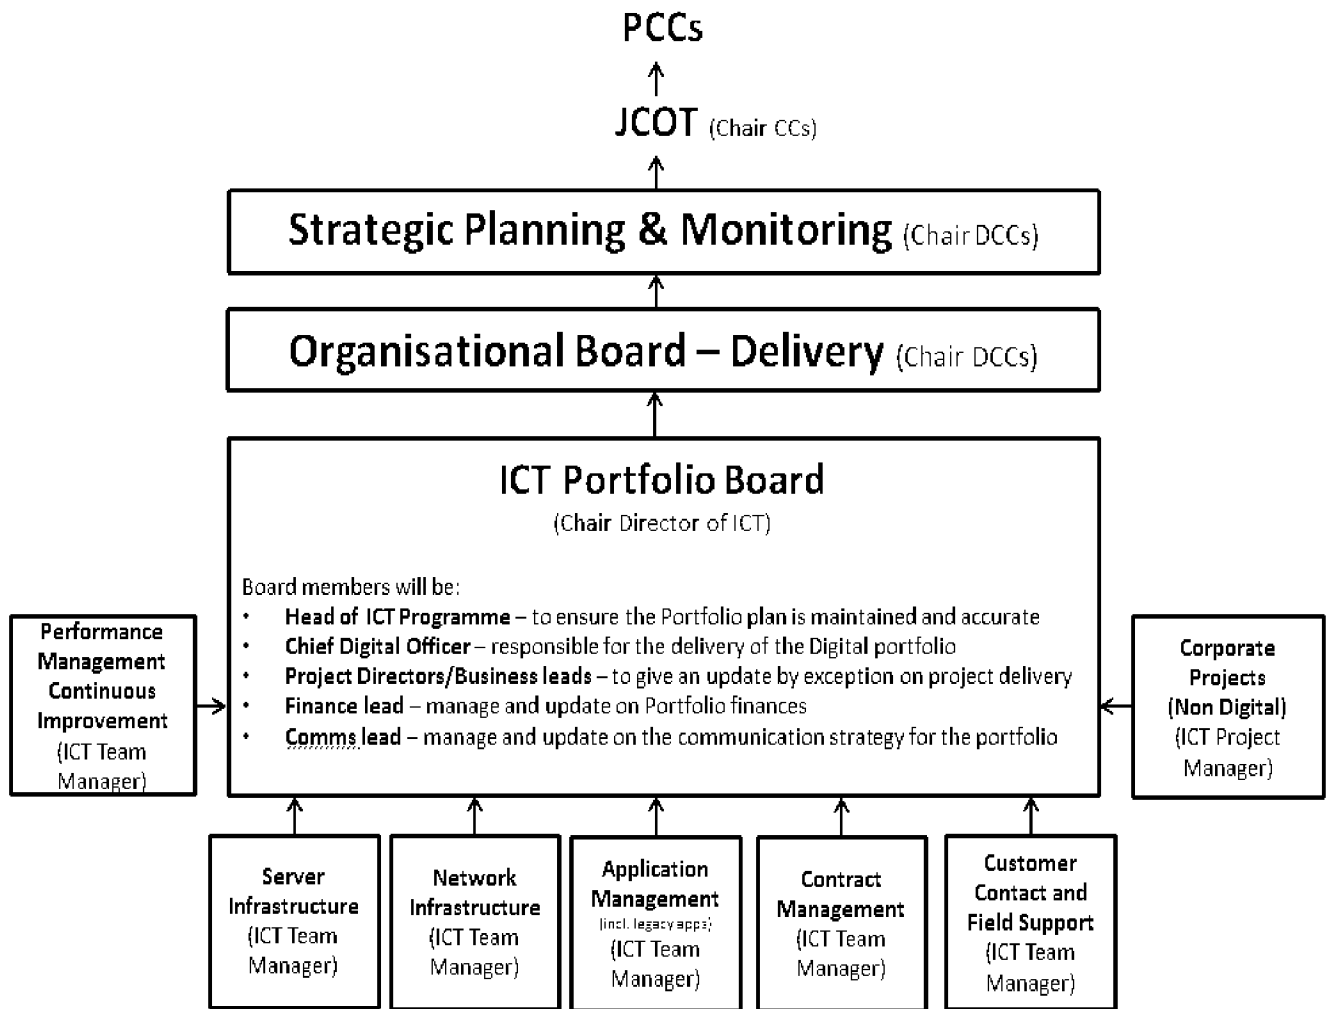 PCCs
JCOT (Chair CCs)
Strategic Planning & Monitoring (Chair DCCs)
Organisational Board – Delivery (Chair DCCs)
ICT Portfolio Board
(Chair Director of ICT)
Board members will be:
• Head of ICT Programme – to ensure the Portfolio plan is maintained and accurate
• Chief Digital Officer – responsible for the delivery of the Digital portfolio
• Project Directors/Business leads – to give an update by exception on project delivery
• Finance lead – manage and update on Portfolio finances
• Comms lead – manage and update on the communication strategy for the portfolio
Performance
Management
Continuous
Improvement
(ICT Team
Manager)
Corporate
Projects
(Non Digital)
(ICT Project
Manager)
Server
Infrastructure
(ICT Team
Manager)
Network
Infrastructure
(ICT Team
Manager)
Application
Management
(incl. legacy apps)
(ICT Team
Manager)
Contract
Management
(ICT Team
Manager)
Customer
Contact and
Field Support
(ICT Team
Manager)